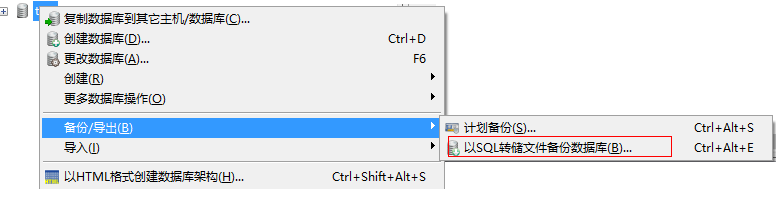 复制数据库到其它主机/数据库(C)...
创建数据库(D)... Ctrl+D
更改数据库(A)... F6
创建(R)
更多数据库操作(O)
备份/导出(B)
计划备份(S)... Ctrl+Alt+S
导入(I)
以SQL转储文件备份数据库(B)... Ctrl+Alt+E
以HTML格式创建数据库架构(H)... Ctrl+Shift+Alt+S